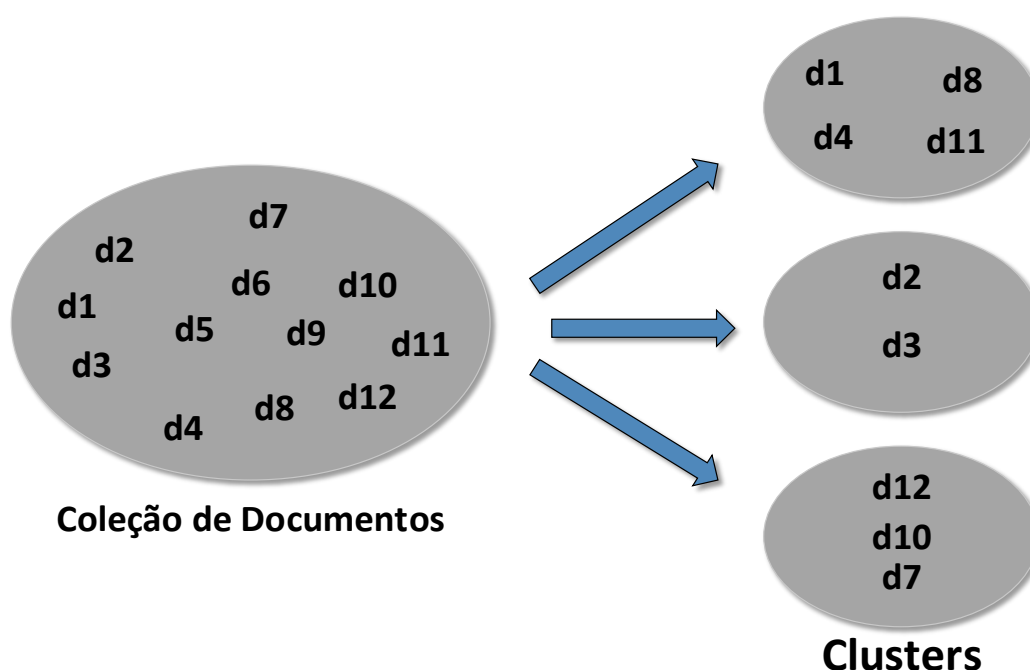 d7
d2
d6
d10
d1
d5
d9
d11
d3
d12
d8
d4
Coleção de Documentos
d1
d8
d4
d11
d2
d3
d12
d10
d7
Clusters